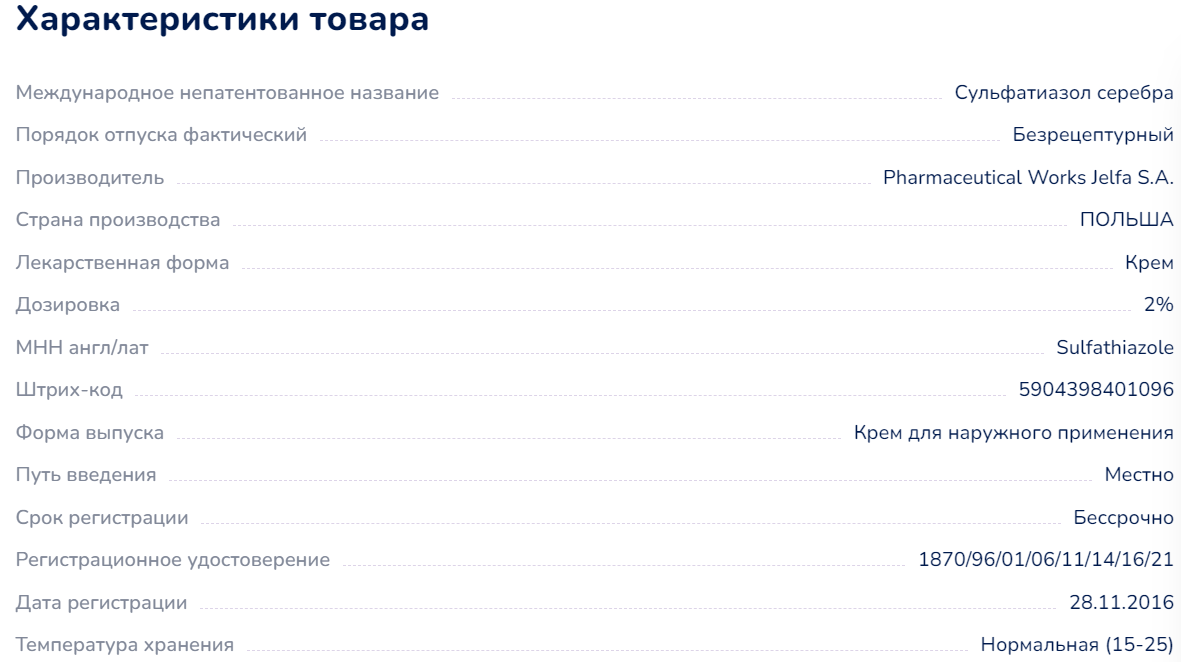 Характеристики товара
Международное непатентованное название Сульфатиазол серебра
Порядок отпуска фактический Безрецептурный
Производитель Pharmaceutical Works Jelfa S.A.
Страна производства ПОЛЬША
Лекарственная форма Крем
Дозировка 2%
МНН англ/лат Sulfathiazole
Штрих-код 5904398401096
Форма выпуска Крем для наружного применения
Путь введения Местно
Срок регистрации Бессрочно
Регистрационное удостоверение 1870/96/01/06/11/14/16/21
Дата регистрации 28.11.2016
Температура хранения Нормальная (15-25)